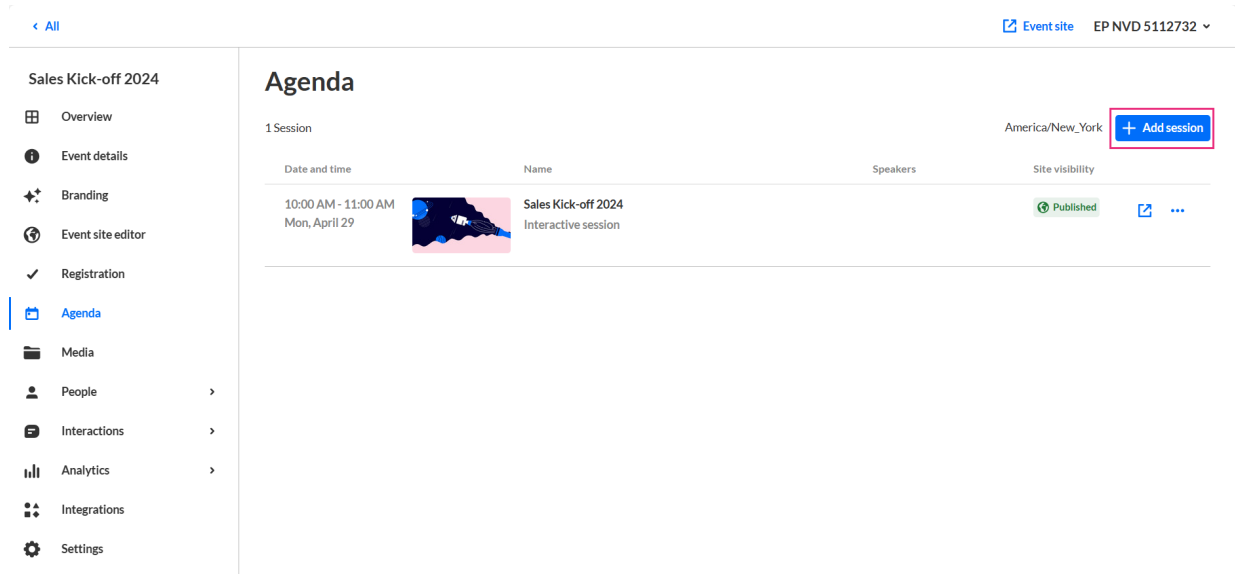 All
Event site EP NVD 5112732
Sales Kick-off 2024
Overview
Event details
Branding
Event site editor
Registration
Agenda
Media
People
Interactions
Analytics
Integrations
Settings
Agenda
1 Session
America/New_York + Add session
Date and time Name Speakers Site visibility
10:00 AM - 11:00 AM Sales Kick-off 2024 Published
Mon, April 29 Interactive session